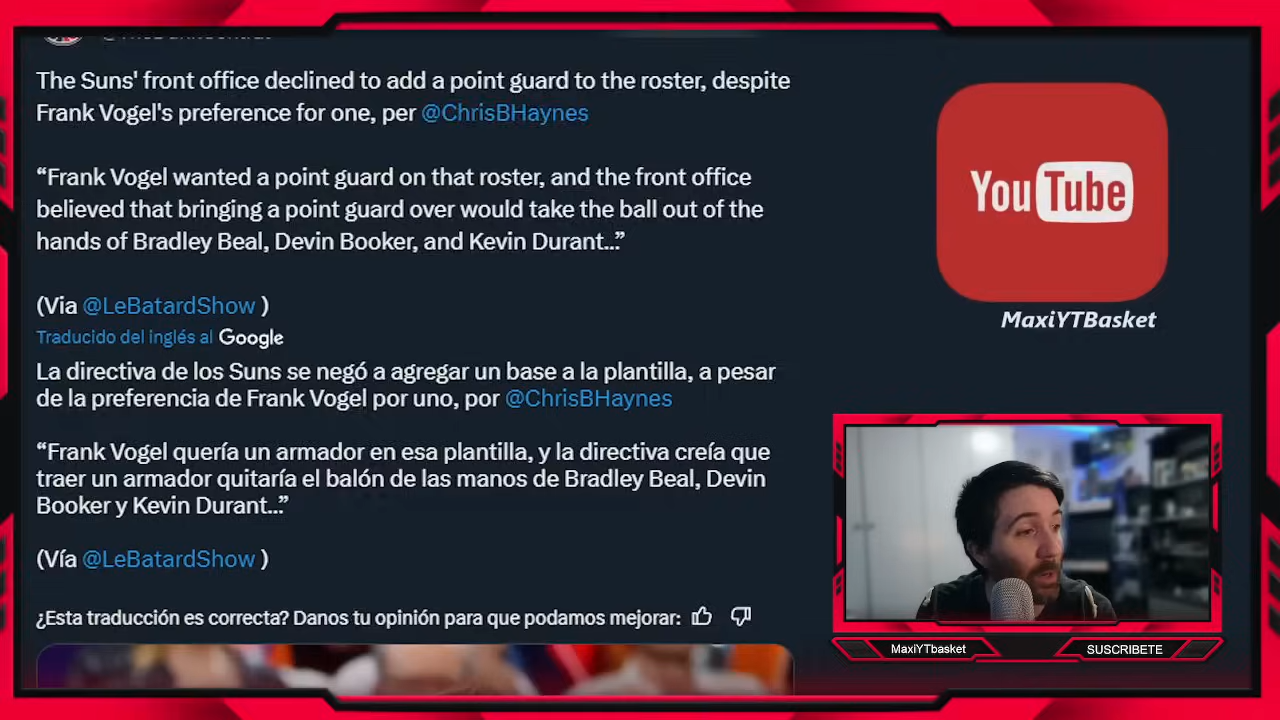 The Suns' front office declined to add a point guard to the roster, despite
Frank Vogel's preference for one, per @ChrisBHaynes
“Frank Vogel wanted a point guard on that roster, and the front office
believed that bringing a point guard over would take the ball out of the
hands of Bradley Beal, Devin Booker, and Kevin Durant...”
(Via @LeBatardShow )
Traducido del inglés al Google
La directiva de los Suns se negó a agregar un base a la plantilla, a pesar
de la preferencia de Frank Vogel por uno, por @ChrisBHaynes
“Frank Vogel quería un armador en esa plantilla, y la directiva creía que
traer un armador quitaría el balón de las manos de Bradley Beal, Devin
Booker y Kevin Durant...”
(Vía @LeBatardShow )
¿Esta traducción es correcta? Danos tu opinión para que podamos mejorar:
YouTube
MaxiYTBasket
MaxiYTbasket
SUSCRIBETE